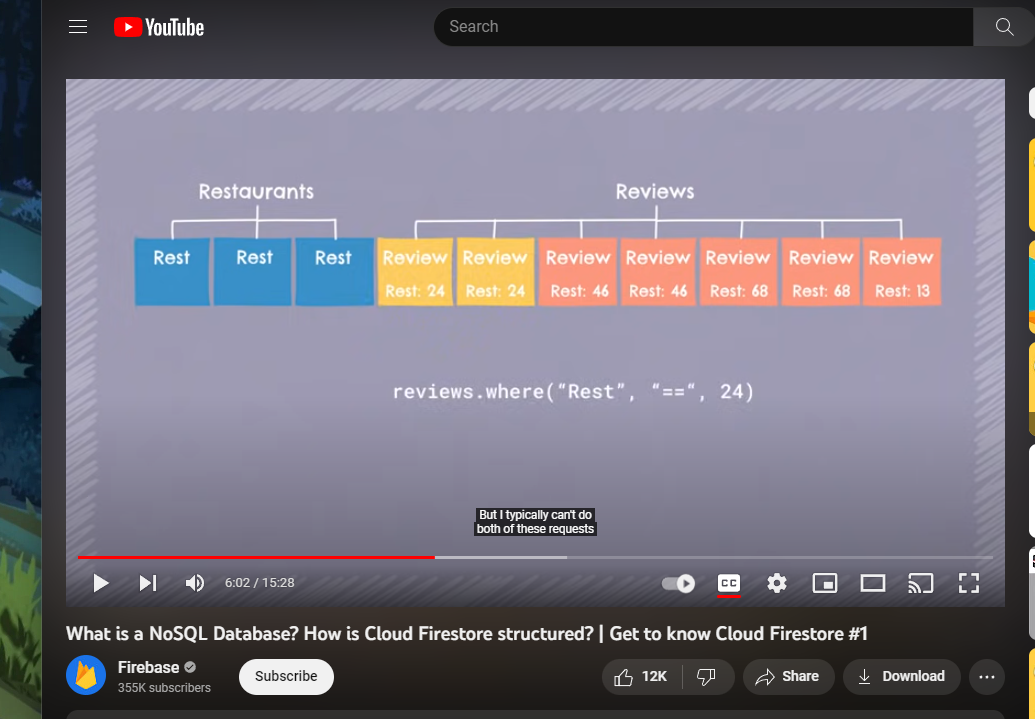 YouTube
Search
Restaurants
Reviews
Rest Rest Rest Review Review Review Review Review Review Review
Rest: 24 Rest: 24 Rest: 46 Rest: 46 Rest: 68 Rest: 68 Rest: 13
reviews.where("Rest", "==", 24)
But I typically can't do
both of these requests
6:02 / 15:28
CC
What is a NoSQL Database? How is Cloud Firestore structured? | Get to know Cloud Firestore #1
Firebase
355K subscribers
Subscribe
12K
Share
Download